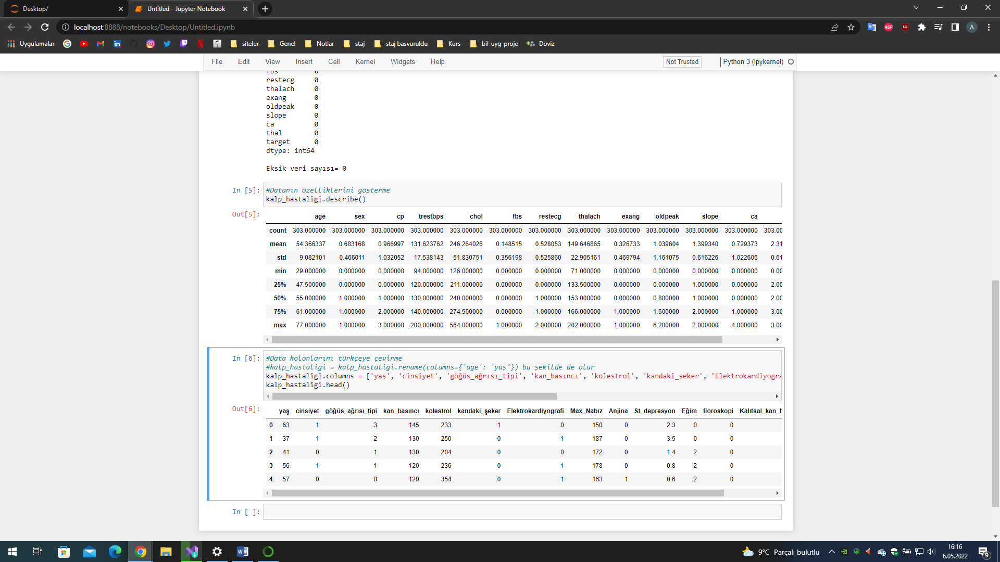 Desktop/
Untitled - Jupyter Notebook
localhost:8888/notebooks/Desktop/Untitled.ipynb
Uygulamalar siteler Genel Notlar staj staj basvuruldu Kurs bil-uyg-proje Döviz
File Edit View Insert Cell Kernel Widgets Help Not Trusted Python 3 (ipykernel)
fbs 0
restecg 0
thalach 0
exang 0
oldpeak 0
slope 0
ca 0
thal 0
target 0
dtype: int64
Eksik veri sayısı= 0
In [5]: #Datanın özelliklerini gösterme
kalp_hastaligi.describe()
Out[5]:
age sex cp trestbps chol fbs restecg thalach exang oldpeak slope ca
count 303.000000 303.000000 303.000000 303.000000 303.000000 303.000000 303.000000 303.000000 303.000000 303.000000 303.000000 303.000000 303.00
mean 54.366337 0.683168 0.966997 131.623762 246.264026 0.148515 0.528053 149.646865 0.326733 1.039604 1.399340 0.729373 2.31
std 9.082101 0.466011 1.032052 17.538143 51.830751 0.356198 0.525860 22.905161 0.469794 1.161075 0.616226 1.022606 0.61
min 29.000000 0.000000 0.000000 94.000000 126.000000 0.000000 0.000000 71.000000 0.000000 0.000000 0.000000 0.000000 0.00
25% 47.500000 0.000000 0.000000 120.000000 211.000000 0.000000 0.000000 133.500000 0.000000 0.000000 1.000000 0.000000 2.00
50% 55.000000 1.000000 1.000000 130.000000 240.000000 0.000000 1.000000 153.000000 0.000000 0.800000 1.000000 0.000000 2.00
75% 61.000000 1.000000 2.000000 140.000000 274.500000 0.000000 1.000000 166.000000 1.000000 1.600000 2.000000 1.000000 3.00
max 77.000000 1.000000 3.000000 200.000000 564.000000 1.000000 2.000000 202.000000 1.000000 6.200000 2.000000 4.000000 3.00
In [6]: #Data kolonlarını türkçeye çevirme
#kalp_hastaligi = kalp_hastaligi.rename(columns={'age': 'yaş'}) bu şekilde de olur
kalp_hastaligi.columns = ['yaş', 'cinsiyet', 'göğüs_ağrısı_tipi', 'kan_basıncı', 'kolestrol', 'kandaki_şeker', 'Elektrokardiyogra
kalp_hastaligi.head()
Out[6]:
yaş cinsiyet göğüs_ağrısı_tipi kan_basıncı kolestrol kandaki_şeker Elektrokardiyografi Max_Nabız Anjina St_depresyon Eğim floroskopi Kalıtsal_kan_b
0 63 1 3 145 233 1 0 150 0 2.3 0 0
1 37 1 2 130 250 0 1 187 0 3.5 0 0
2 41 0 1 130 204 0 0 172 0 1.4 2 0
3 56 1 1 120 236 0 1 178 0 0.8 2 0
4 57 0 0 120 354 0 1 163 1 0.6 2 0
In [ ]:
9°C Parçalı bulutlu
16:16
6.05.2022
9